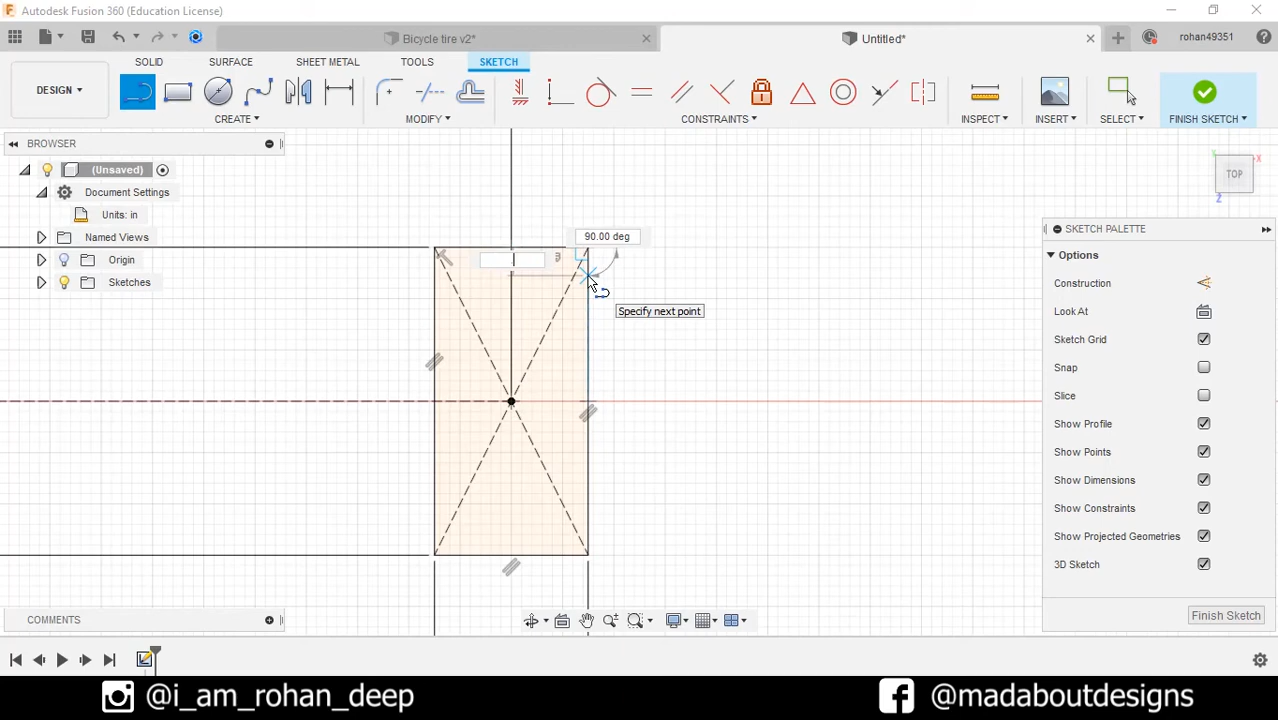 Autodesk Fusion 360 (Education License)
Bicycle tire v2*
Untitled*
rohan49351
DESIGN
SOLID
SURFACE
SHEET METAL
TOOLS
SKETCH
CREATE
MODIFY
CONSTRAINTS
INSPECT
INSERT
SELECT
FINISH SKETCH
BROWSER
(Unsaved)
Document Settings
Units: in
Named Views
Origin
Sketches
90.00 deg
Specify next point
TOP
X
Y
Z
SKETCH PALETTE
Options
Construction
Look At
Sketch Grid
Snap
Slice
Show Profile
Show Points
Show Dimensions
Show Constraints
Show Projected Geometries
3D Sketch
Finish Sketch
COMMENTS
@i_am_rohan_deep
@madaboutdesigns